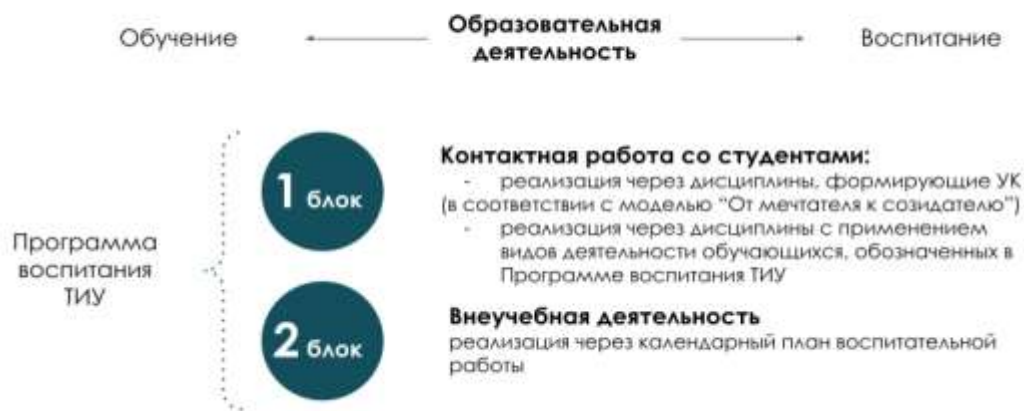 Обучение
Образовательная
деятельность
Воспитание
Программа
воспитания
ТИУ
1 блок
Контактная работа со студентами:
- реализация через дисциплины, формирующие УК
(в соответствии с моделью “От мечтателя к созидателю”)
- реализация через дисциплины с применением
видов деятельности обучающихся, обозначенных в
Программе воспитания ТИУ
2 блок
Внеучебная деятельность
реализация через календарный план воспитательной
работы